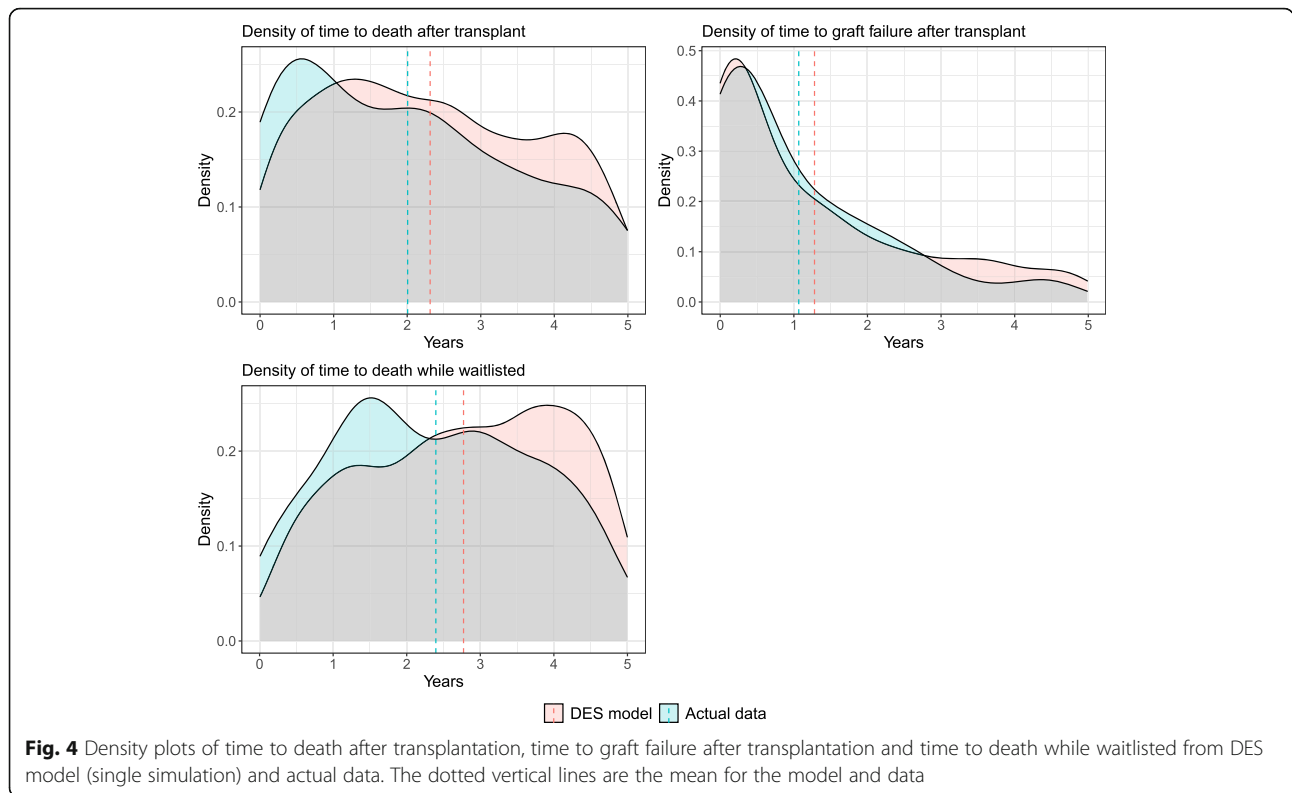 Density of time to death after transplant
Density
0.2
0.1
0.0
0 1 2 3 4 5
Years
Density of time to graft failure after transplant
Density
0.5
0.4
0.3
0.2
0.1
0.0
0 1 2 3 4 5
Years
Density of time to death while waitlisted
Density
0.2
0.1
0.0
0 1 2 3 4 5
Years
DES model Actual data
Fig. 4 Density plots of time to death after transplantation, time to graft failure after transplantation and time to death while waitlisted from DES
model (single simulation) and actual data. The dotted vertical lines are the mean for the model and data